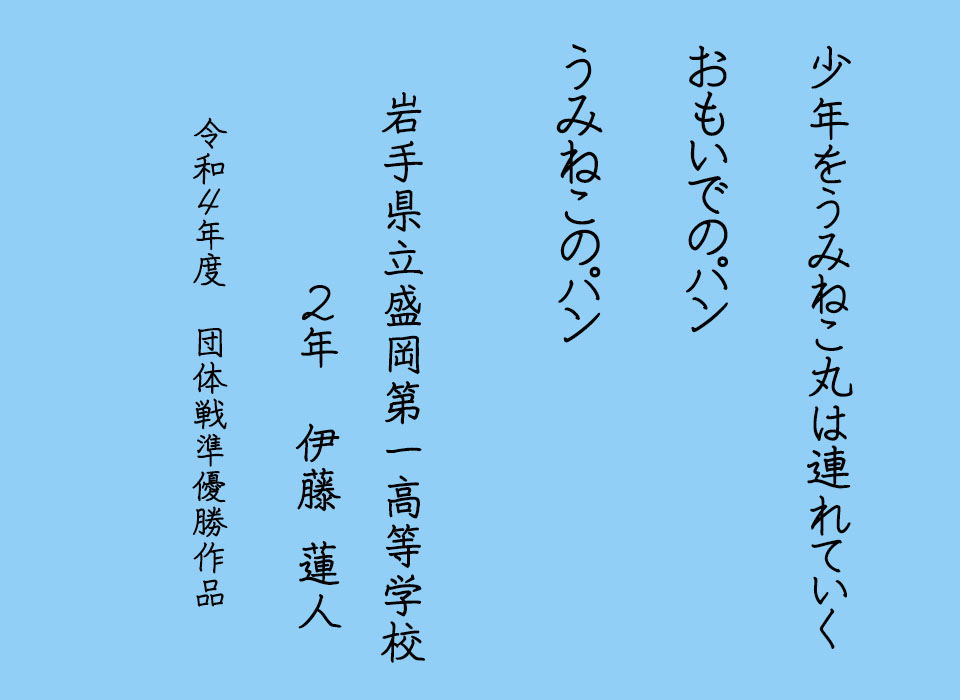 少年をうみねこ丸は連れていく
おもいでのパン
うみねこのパン
岩手県立盛岡第一高等学校
2年 伊藤 蓮人
令和4年度 団体戦準優勝作品